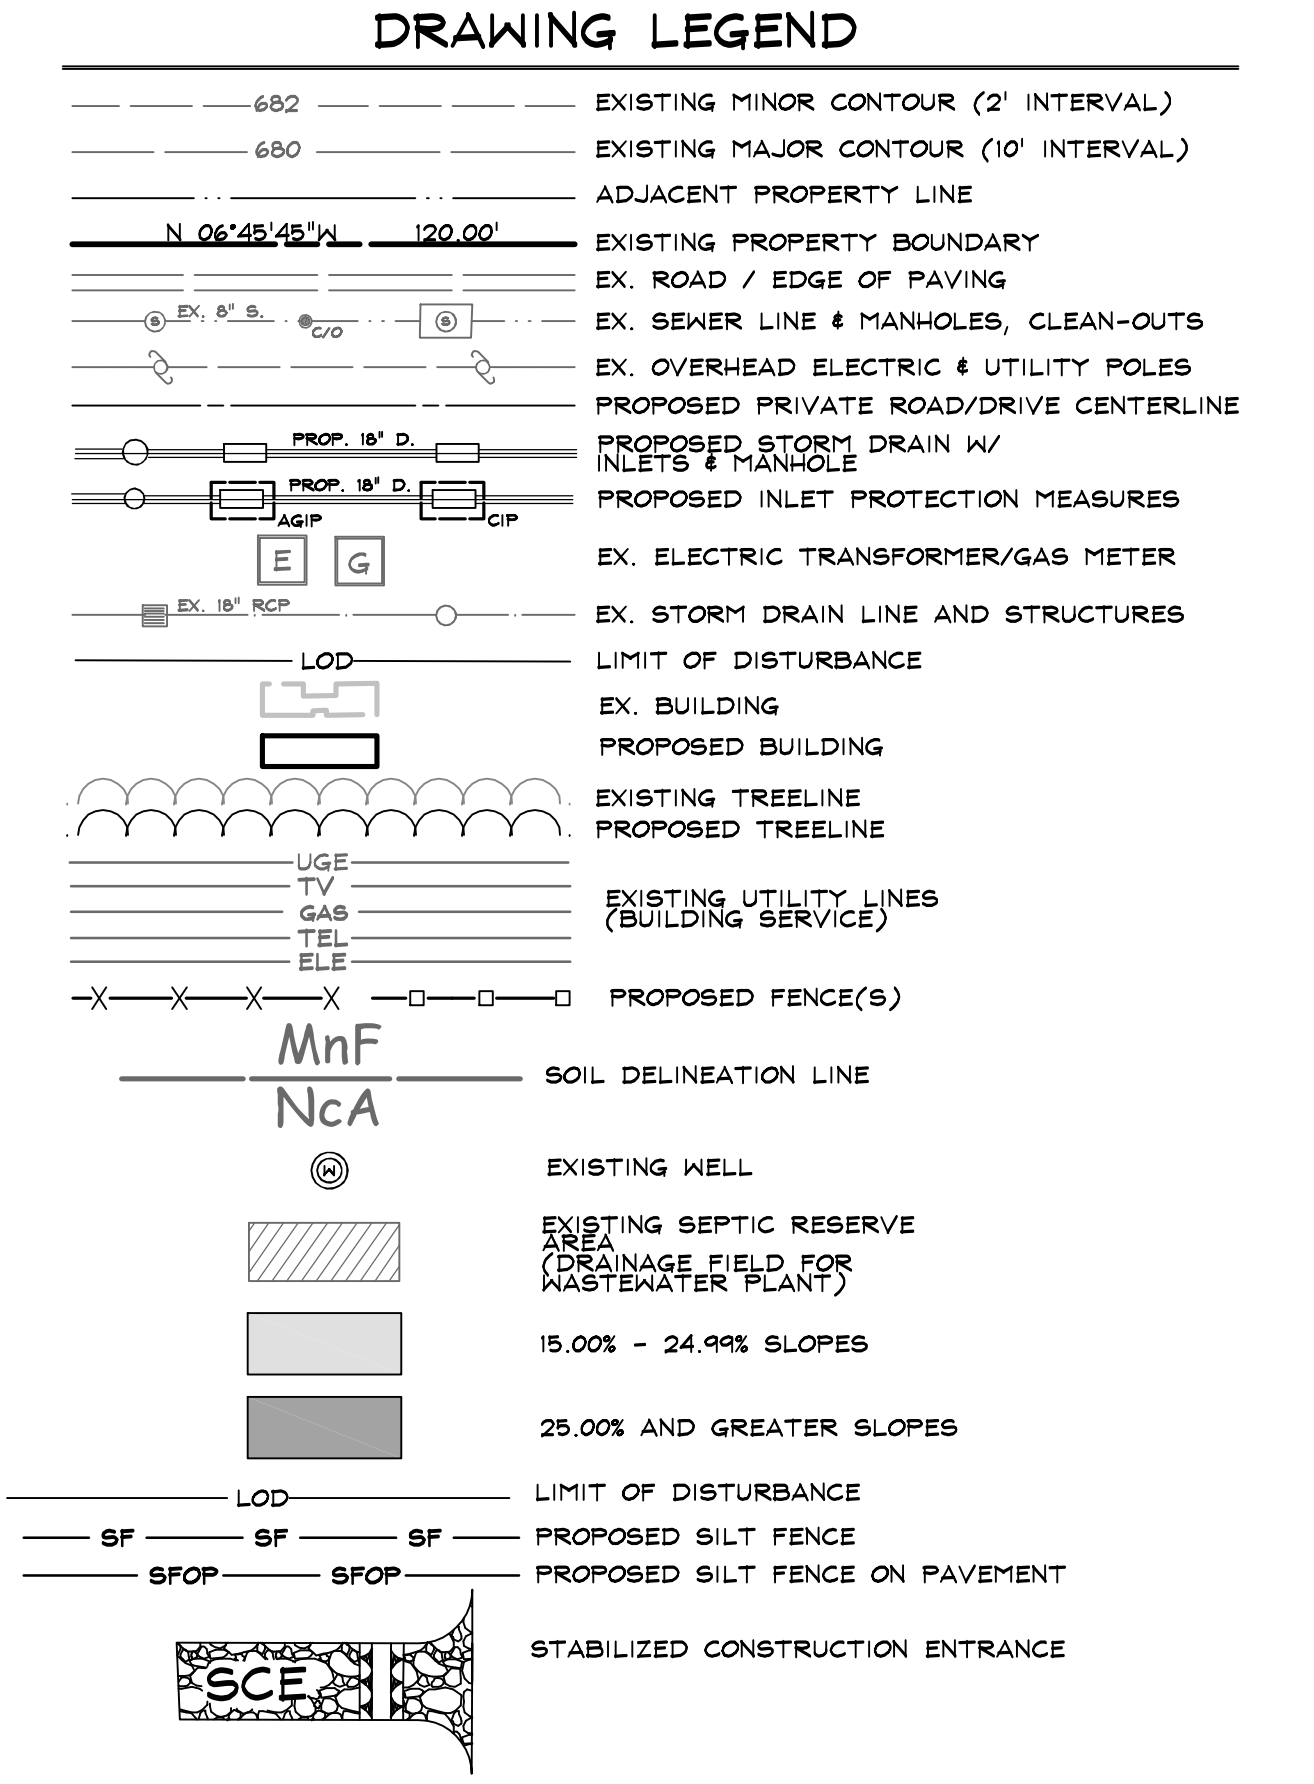 DRAWING LEGEND
682 EXISTING MINOR CONTOUR (2' INTERVAL)
680 EXISTING MAJOR CONTOUR (10' INTERVAL)
ADJACENT PROPERTY LINE
N 06°45'45"W 120.00' EXISTING PROPERTY BOUNDARY
EX. ROAD / EDGE OF PAVING
S EX. 8" S. C/O S EX. SEWER LINE & MANHOLES, CLEAN-OUTS
EX. OVERHEAD ELECTRIC & UTILITY POLES
PROPOSED PRIVATE ROAD/DRIVE CENTERLINE
PROP. 18" D. PROPOSED STORM DRAIN W/
INLETS & MANHOLE
PROP. 18" D. PROPOSED INLET PROTECTION MEASURES
AGIP CIP
E G EX. ELECTRIC TRANSFORMER/GAS METER
EX. 18" RCP EX. STORM DRAIN LINE AND STRUCTURES
LOD LIMIT OF DISTURBANCE
EX. BUILDING
PROPOSED BUILDING
EXISTING TREELINE
PROPOSED TREELINE
UGE
TV
GAS
TEL
ELE
EXISTING UTILITY LINES
(BUILDING SERVICE)
X X X X PROPOSED FENCE(S)
MnF
NcA
SOIL DELINEATION LINE
W EXISTING WELL
EXISTING SEPTIC RESERVE
AREA
(DRAINAGE FIELD FOR
WASTEWATER PLANT)
15.00% - 24.99% SLOPES
25.00% AND GREATER SLOPES
LOD LIMIT OF DISTURBANCE
SF SF SF PROPOSED SILT FENCE
SFOP SFOP PROPOSED SILT FENCE ON PAVEMENT
SCE STABILIZED CONSTRUCTION ENTRANCE